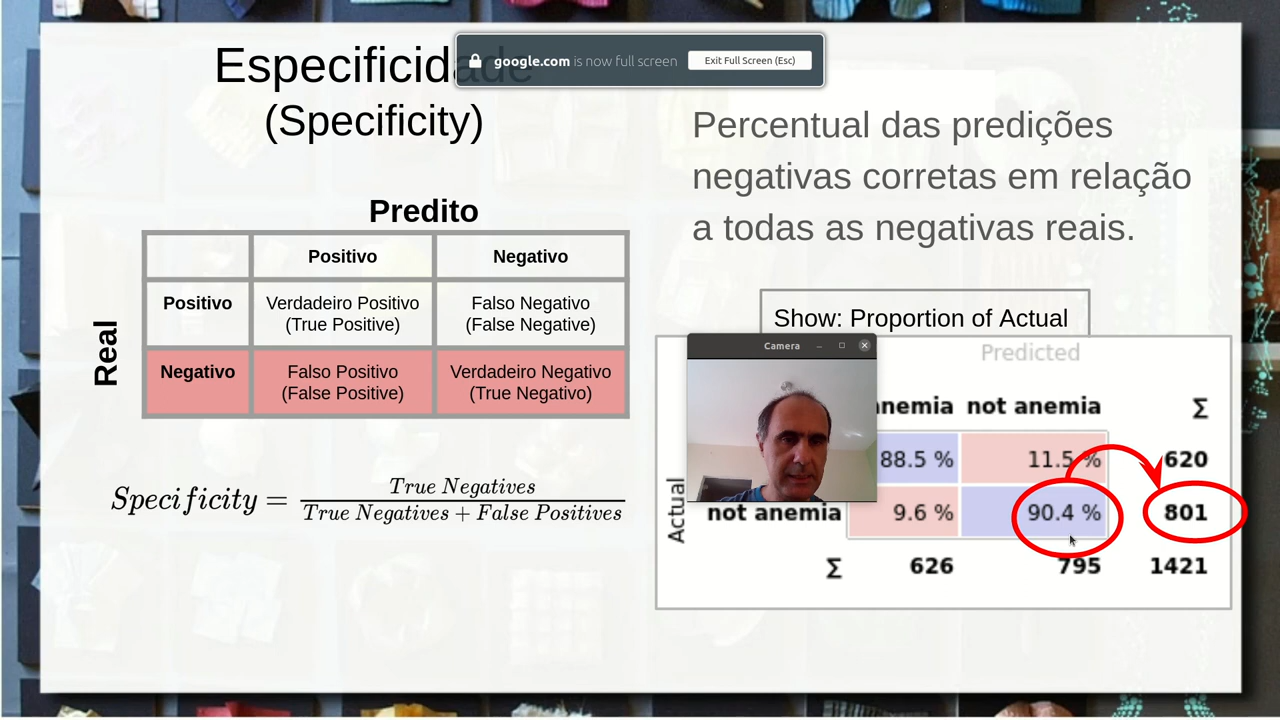 Especificidade
(Specificity)
google.com is now full screen
Exit Full Screen (Esc)
Percentual das predições
negativas corretas em relação
a todas as negativas reais.
Predito
Real
Positivo Negativo
Positivo Verdadeiro Positivo Falso Negativo
(True Positive) (False Negative)
Negativo Falso Positivo Verdadeiro Negativo
(False Positive) (True Negative)
Specificity = True Negatives
True Negatives + False Positives
Show: Proportion of Actual
Predicted
Camera
anemia not anemia Σ
88.5 % 11.5 % 620
Actual
not anemia 9.6 % 90.4 % 801
Σ 626 795 1421